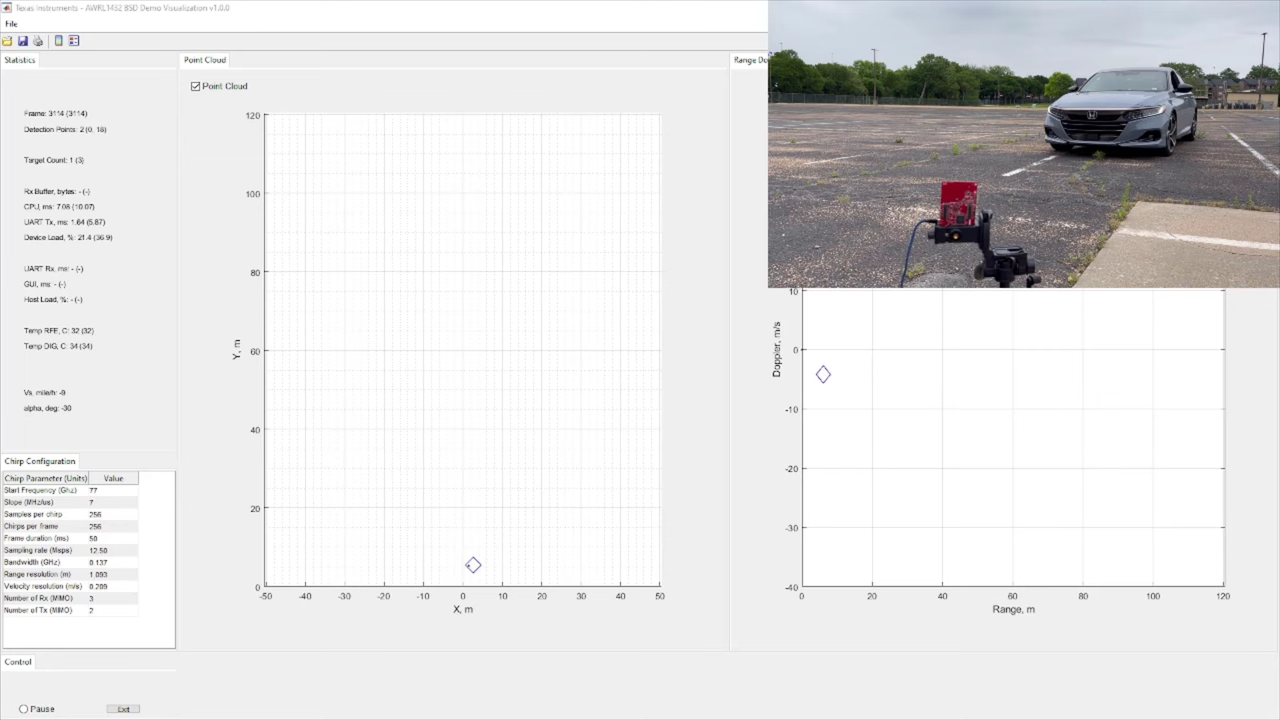 Texas Instruments - AWRL1432 BSD Demo Visualization v1.0.0
File
Statistics
Point Cloud
Range Do
Point Cloud
Frame: 3114 (3114)
Detection Points: 2 (0, 18)
Target Count: 1 (3)
Rx Buffer, bytes: - (-)
CPU, ms: 7.06 (10.07)
UART Tx, ms: 1.64 (5.87)
Device Load, %: 21.4 (36.9)
UART Rx, ms: - (-)
GUI, ms: - (-)
Host Load, %: - (-)
Temp RFE, C: 32 (32)
Temp DIG, C: 34 (34)
Vs, mile/h: -9
alpha, deg: -30
Chirp Configuration
Chirp Parameter (Units) Value
Start Frequency (Ghz) 77
Slope (MHz/us) 7
Samples per chirp 256
Chirps per frame 256
Frame duration (ms) 50
Sampling rate (Msps) 12.50
Bandwidth (GHz) 0.137
Range resolution (m) 1.093
Velocity resolution (m/s) 0.209
Number of Rx (MIMO) 3
Number of Tx (MIMO) 2
Control
Pause
Exit
120
100
80
60
40
20
0
Y, m
-50 -40 -30 -20 -10 0 10 20 30 40 50
X, m
10
0
-10
-20
-30
-40
Doppler, m/s
0 20 40 60 80 100 120
Range, m